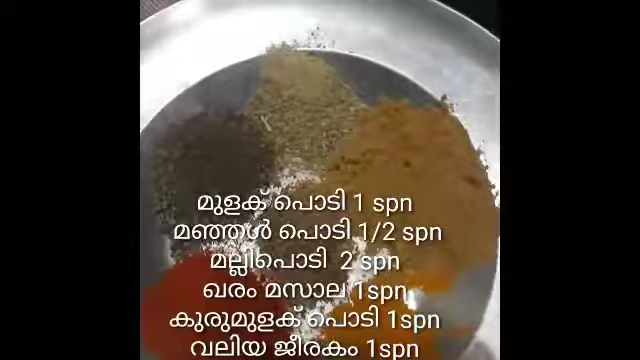 മുളക് പൊടി 1 spn
മഞ്ഞൾ പൊടി 1/2 spn
മല്ലിപൊടി 2 spn
ഖരം മസാല 1spn
കുരുമുളക് പൊടി 1spn
വലിയ ജീരകം 1spn